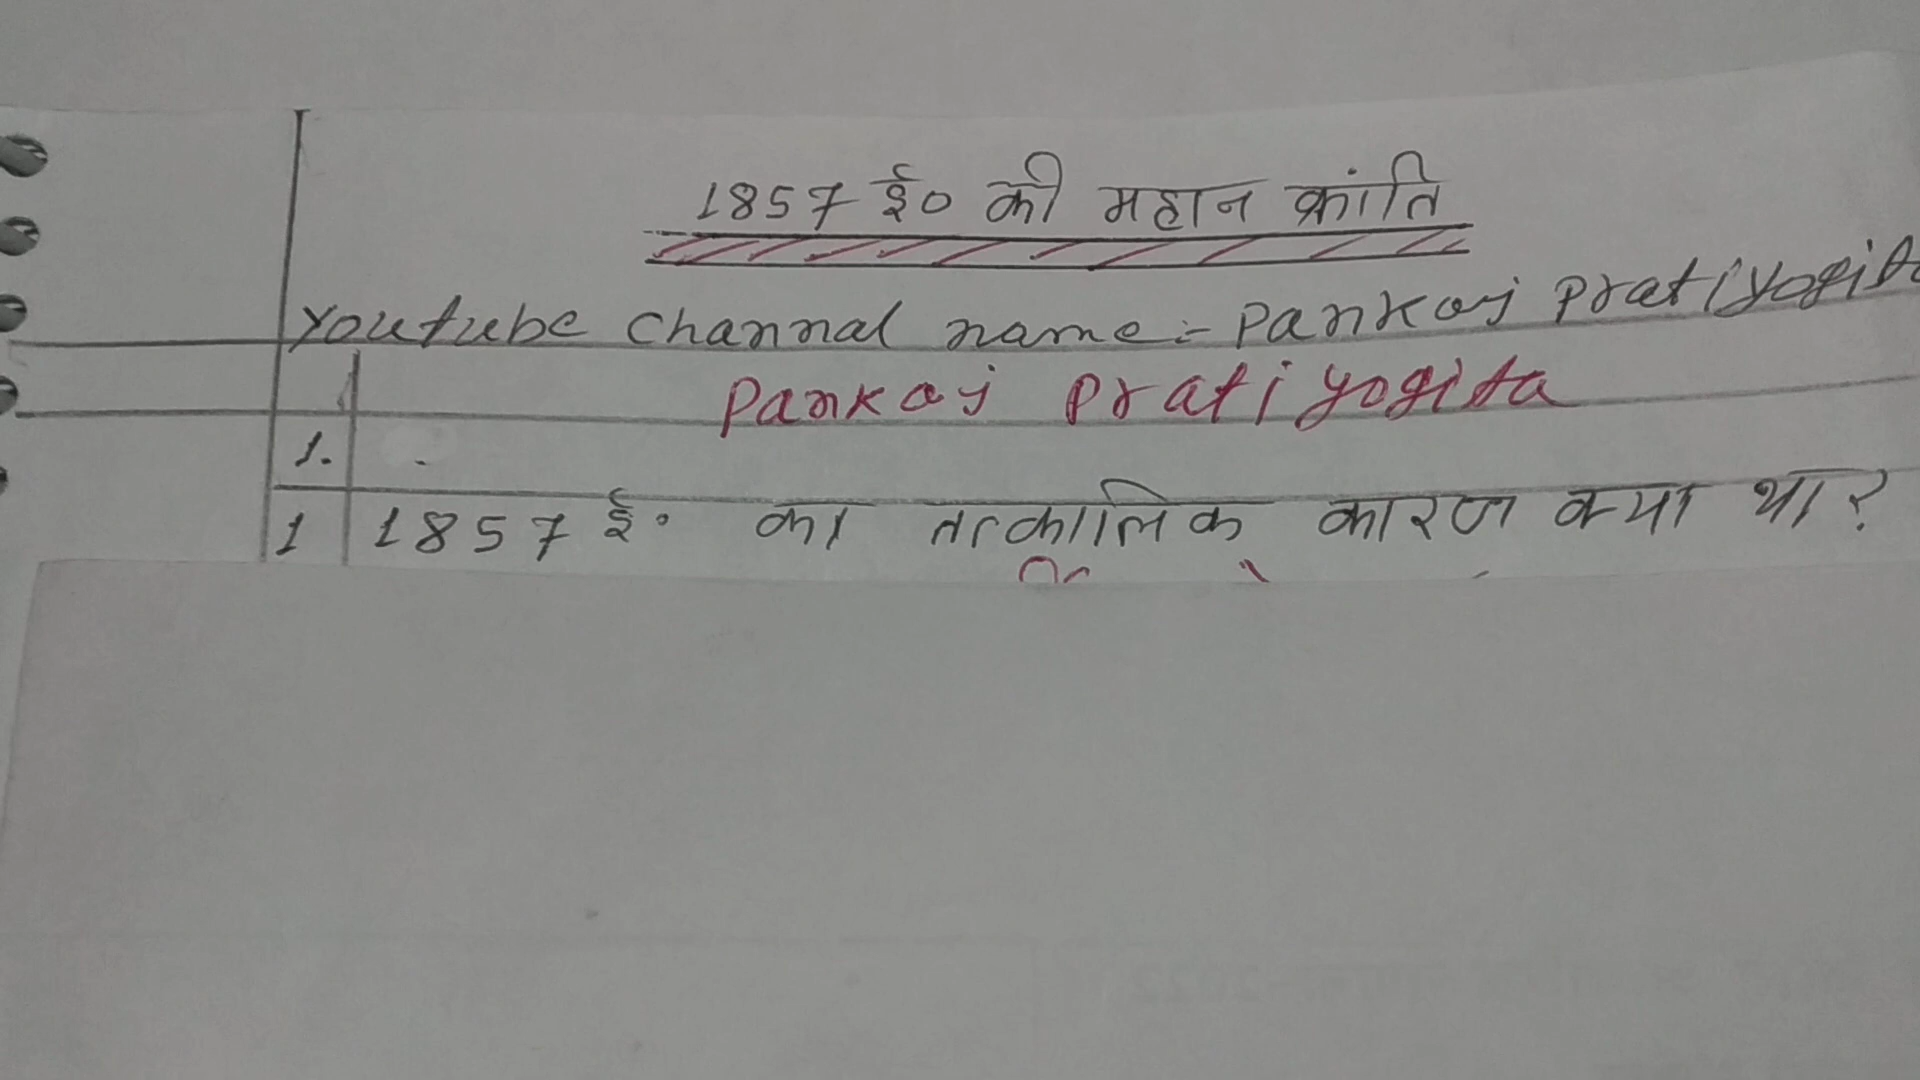 1857 ई० की महान क्रांति
Youtube Channal name:- Pankaj Pratiyogita
Pankaj Pratiyogita
1.
1 1857 ई० का तत्कालिक कारण क्या था?